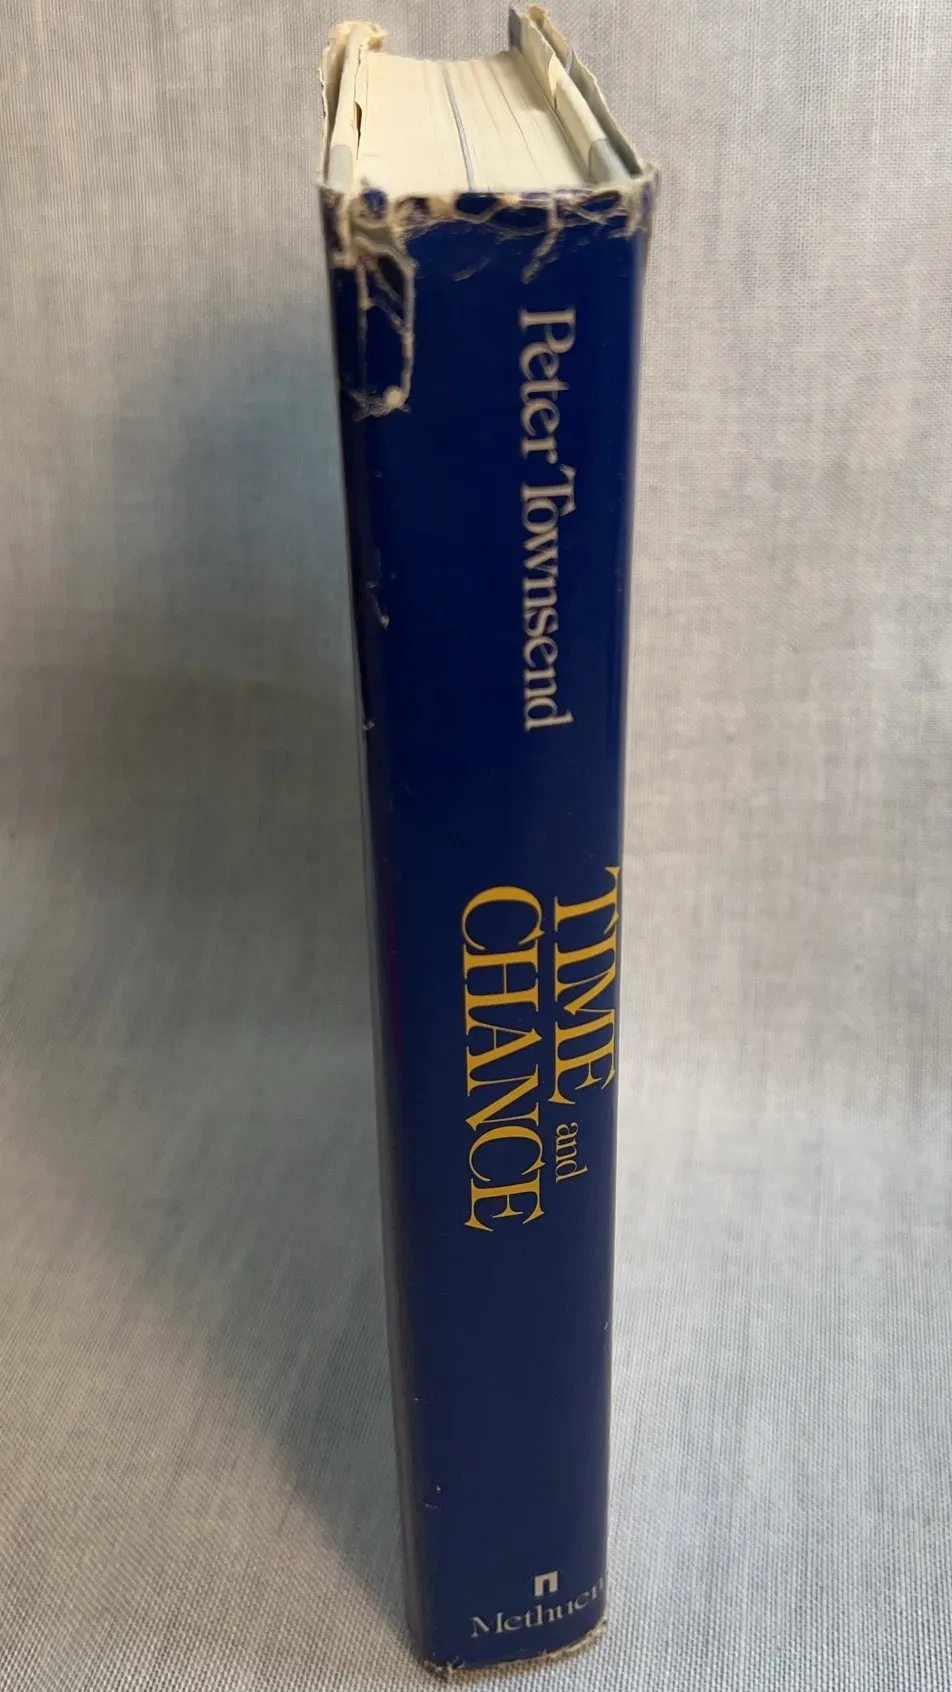 Peter Townsend
TIME and
CHANCE
Methuen